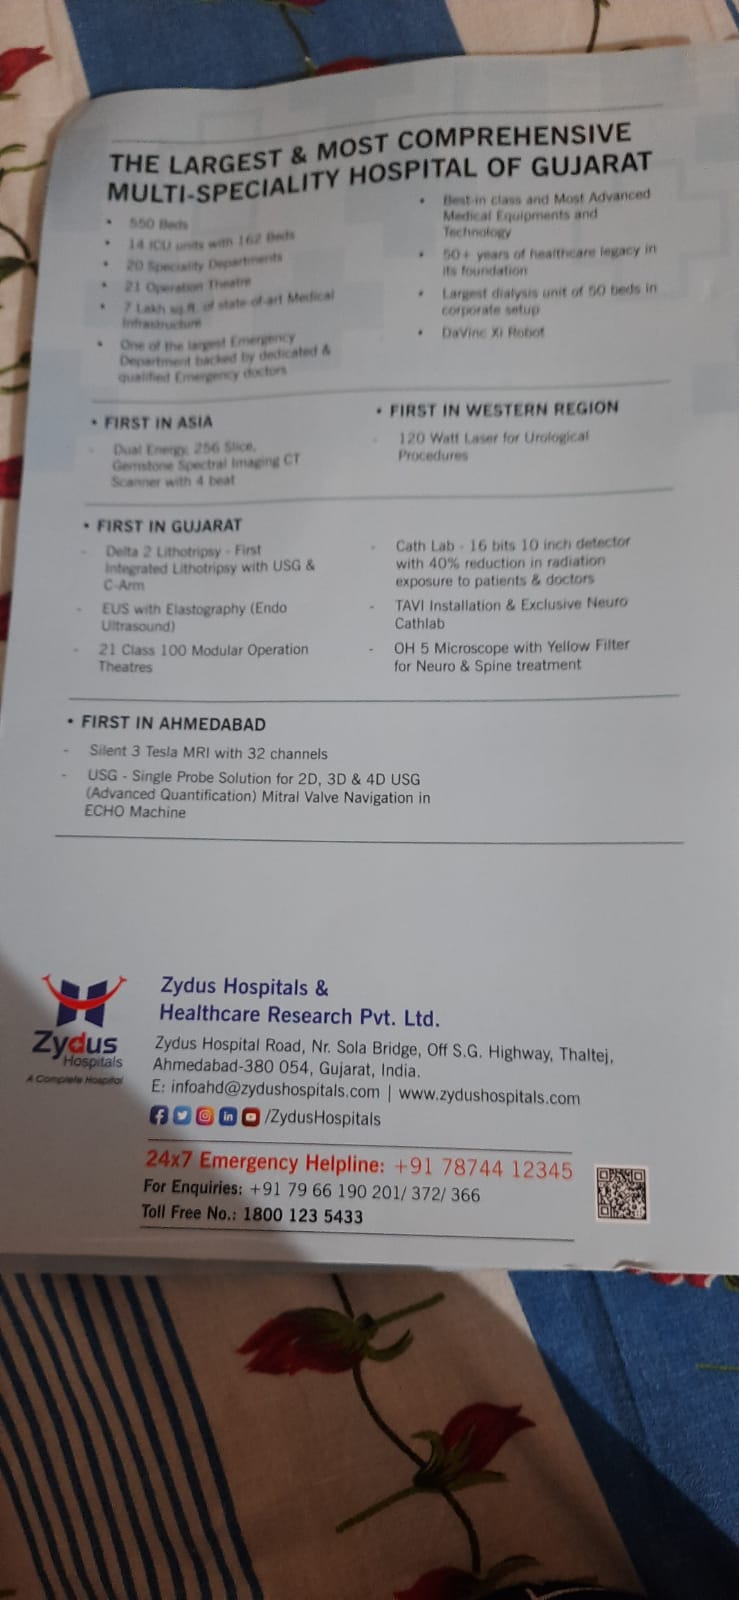 THE LARGEST & MOST COMPREHENSIVE
MULTI-SPECIALITY HOSPITAL OF GUJARAT
• 550 Beds
• 14 ICU units with 162 Beds
• 20 Speciality Departments
• 21 Operation Theatre
• 7 Lakh sq.ft. of state-of-art Medical
Infrastructure
• One of the largest Emergency
Department backed by dedicated &
qualified Emergency doctors
• Best-in class and Most Advanced
Medical Equipments and
Technology
• 50+ years of healthcare legacy in
its foundation
• Largest dialysis unit of 50 beds in
corporate setup
• DaVinc Xi Robot
• FIRST IN ASIA
- Dual Energy, 256 Slice,
Gemstone Spectral Imaging CT
Scanner with 4 beat
• FIRST IN WESTERN REGION
- 120 Watt Laser for Urological
Procedures
• FIRST IN GUJARAT
- Delta 2 Lithotripsy - First
Integrated Lithotripsy with USG &
C-Arm
- EUS with Elastography (Endo
Ultrasound)
- 21 Class 100 Modular Operation
Theatres
- Cath Lab - 16 bits 10 inch detector
with 40% reduction in radiation
exposure to patients & doctors
- TAVI Installation & Exclusive Neuro
Cathlab
- OH 5 Microscope with Yellow Filter
for Neuro & Spine treatment
• FIRST IN AHMEDABAD
- Silent 3 Tesla MRI with 32 channels
- USG - Single Probe Solution for 2D, 3D & 4D USG
(Advanced Quantification) Mitral Valve Navigation in
ECHO Machine
Zydus
Hospitals
A Complete Hospital
Zydus Hospitals &
Healthcare Research Pvt. Ltd.
Zydus Hospital Road, Nr. Sola Bridge, Off S.G. Highway, Thaltej,
Ahmedabad-380 054, Gujarat, India.
E: infoahd@zydushospitals.com | www.zydushospitals.com
/ZydusHospitals
24x7 Emergency Helpline: +91 78744 12345
For Enquiries: +91 79 66 190 201/ 372/ 366
Toll Free No.: 1800 123 5433